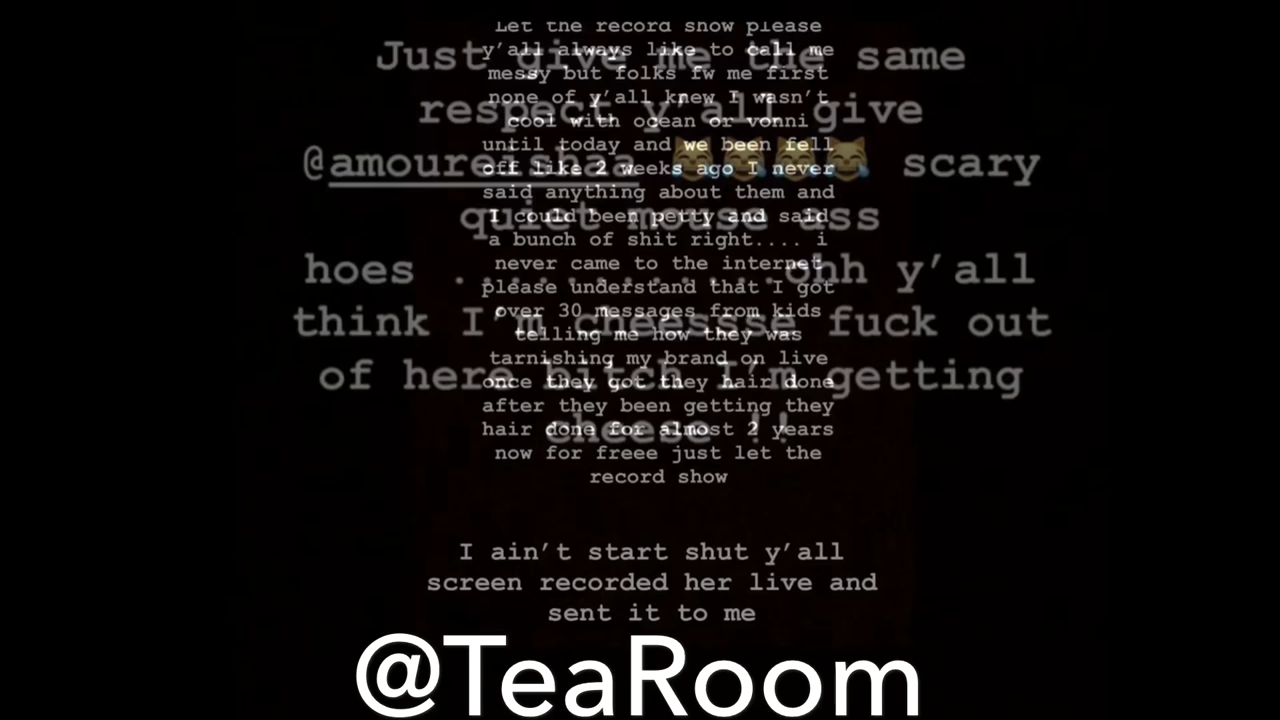 Let the record show please
y'all always like to call me
messy but folks fw me first
none of y'all knew I wasn't
cool with ocean or vonni
until today and we been fell
off like 2 weeks ago I never
said anything about them and
I could been petty and said
a bunch of shit right.... i
never came to the internet
please understand that I got
over 30 messages from kids
telling me how they was
tarnishing my brand on live
once they got they hair done
after they been getting they
hair done for almost 2 years
now for freee just let the
record show
I ain't start shut y'all
screen recorded her live and
sent it to me
Just give me the same
respect y'all give
@amoureishaa 😹😹😹😹 scary
quiet mouse ass
hoes ............ohh y'all
think I'm cheessse fuck out
of here bitch I'm getting
cheese !!
@TeaRoom